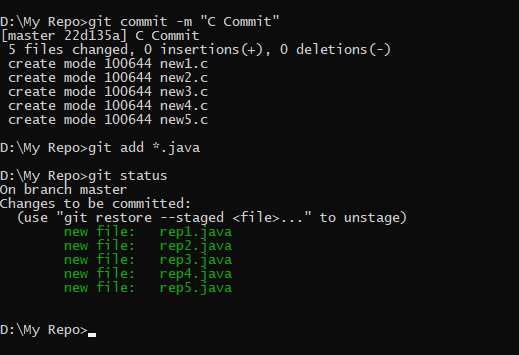 D:\My Repo>git commit -m "C Commit"
[master 22d135a] C Commit
 5 files changed, 0 insertions(+), 0 deletions(-)
 create mode 100644 new1.c
 create mode 100644 new2.c
 create mode 100644 new3.c
 create mode 100644 new4.c
 create mode 100644 new5.c
D:\My Repo>git add *.java
D:\My Repo>git status
On branch master
Changes to be committed:
  (use "git restore --staged <file>..." to unstage)
        new file:   rep1.java
        new file:   rep2.java
        new file:   rep3.java
        new file:   rep4.java
        new file:   rep5.java
D:\My Repo>